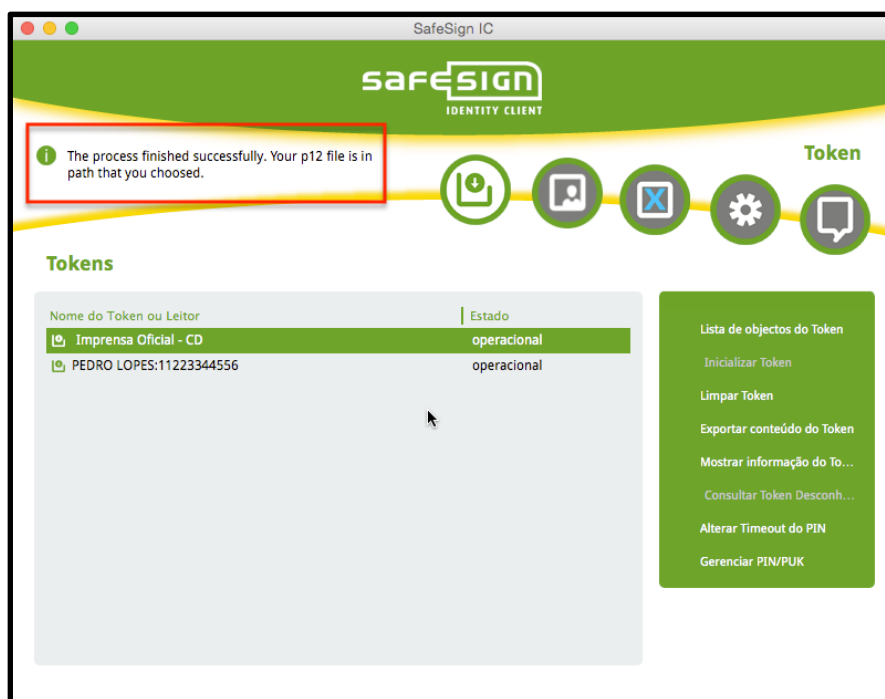 SafeSign IC
safesign
IDENTITY CLIENT
The process finished successfully. Your p12 file is in
path that you choosed.
Token
Tokens
Nome do Token ou Leitor
Estado
Imprensa Oficial - CD
operacional
PEDRO LOPES:11223344556
operacional
Lista de objectos do Token
Inicializar Token
Limpar Token
Exportar conteúdo do Token
Mostrar informação do To...
Consultar Token Desconh...
Alterar Timeout do PIN
Gerenciar PIN/PUK